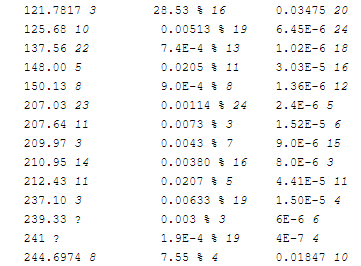 121.7817 3 28.53 % 16 0.03475 20
125.68 10 0.00513 % 19 6.45E-6 24
137.56 22 7.4E-4 % 13 1.02E-6 18
148.00 5 0.0205 % 11 3.03E-5 16
150.13 8 9.0E-4 % 8 1.36E-6 12
207.03 23 0.00114 % 24 2.4E-6 5
207.64 11 0.0073 % 3 1.52E-5 6
209.97 3 0.0043 % 7 9.0E-6 15
210.95 14 0.00380 % 16 8.0E-6 3
212.43 11 0.0207 % 5 4.41E-5 11
237.10 3 0.00633 % 19 1.50E-5 4
239.33 ? 0.003 % 3 6E-6 6
241 ? 1.9E-4 % 19 4E-7 4
244.6974 8 7.55 % 4 0.01847 10